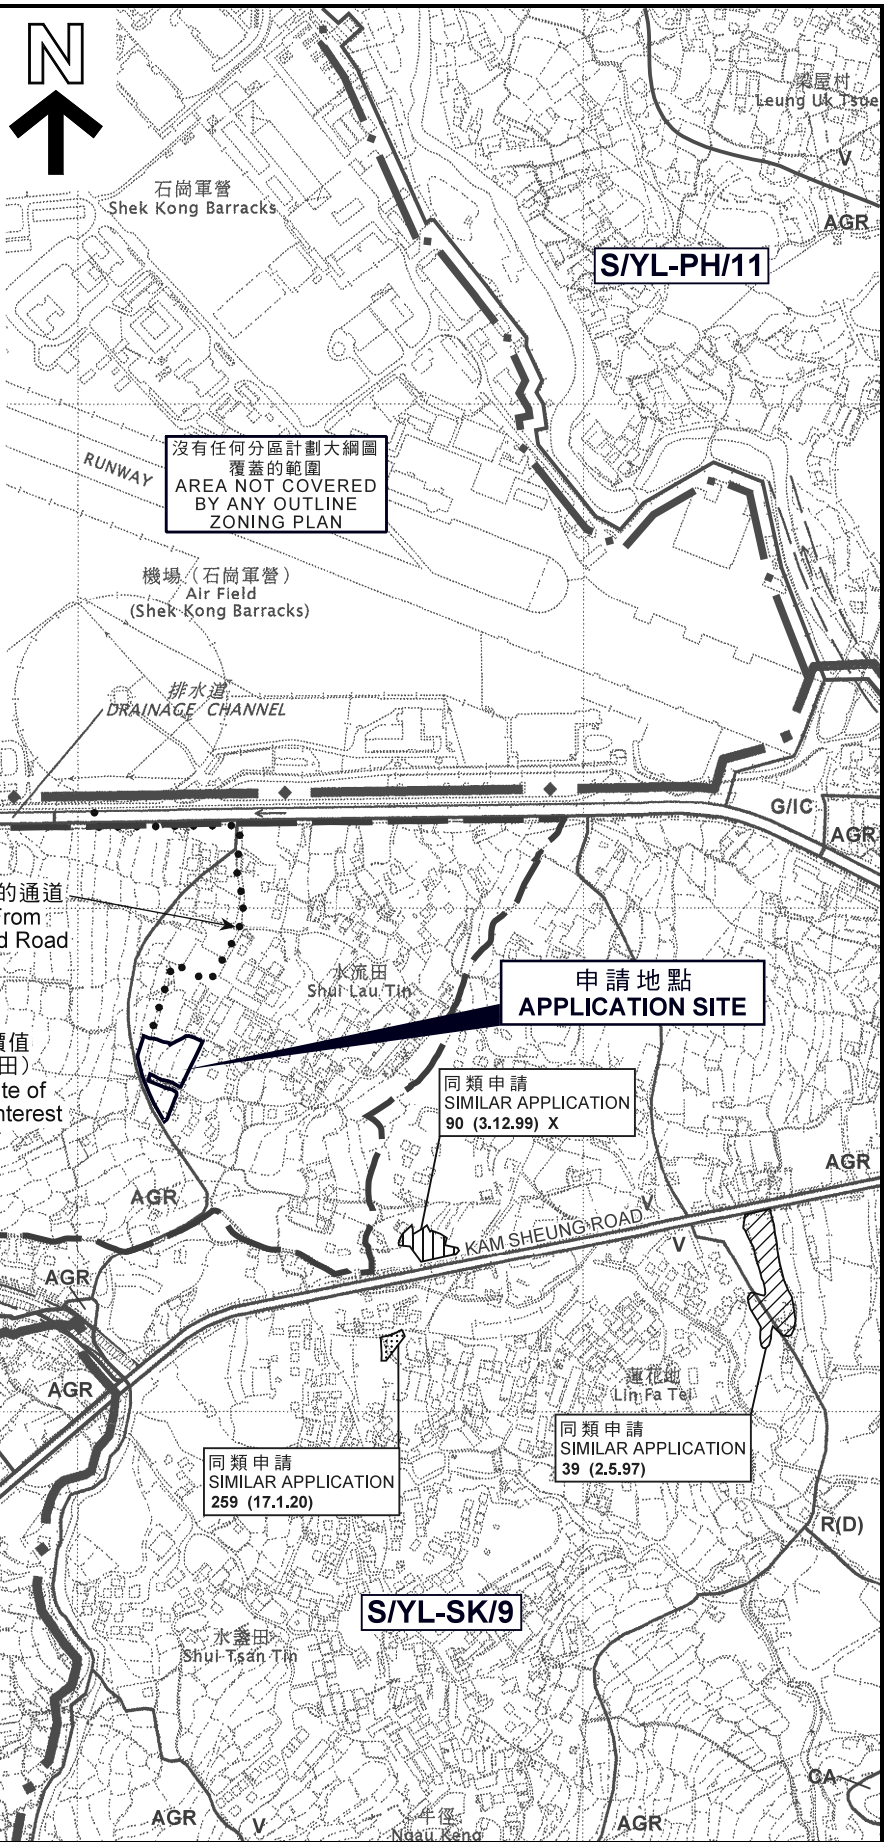 N
梁屋村
Leung Uk Tsue
V
AGR
石崗軍營
Shek Kong Barracks
S/YL-PH/11
RUNWAY
沒有任何分區計劃大綱圖
覆蓋的範圍
AREA NOT COVERED
BY ANY OUTLINE
ZONING PLAN
機場（石崗軍營）
Air Field
(Shek Kong Barracks)
排水道
DRAINAGE CHANNEL
G/IC
AGR
的通道
From
d Road
水流田
Shui Lau Tin
申請地點
APPLICATION SITE
價值
田）
te of
nterest
同類申請
SIMILAR APPLICATION
90 (3.12.99) X
AGR
AGR
V
KAM SHEUNG ROAD
V
AGR
AGR
蓮花地
Lin Fa Tei
同類申請
SIMILAR APPLICATION
39 (2.5.97)
同類申請
SIMILAR APPLICATION
259 (17.1.20)
R(D)
S/YL-SK/9
水盞田
Shui Tsan Tin
CA
AGR
V
牛徑
Ngau Keng
AGR